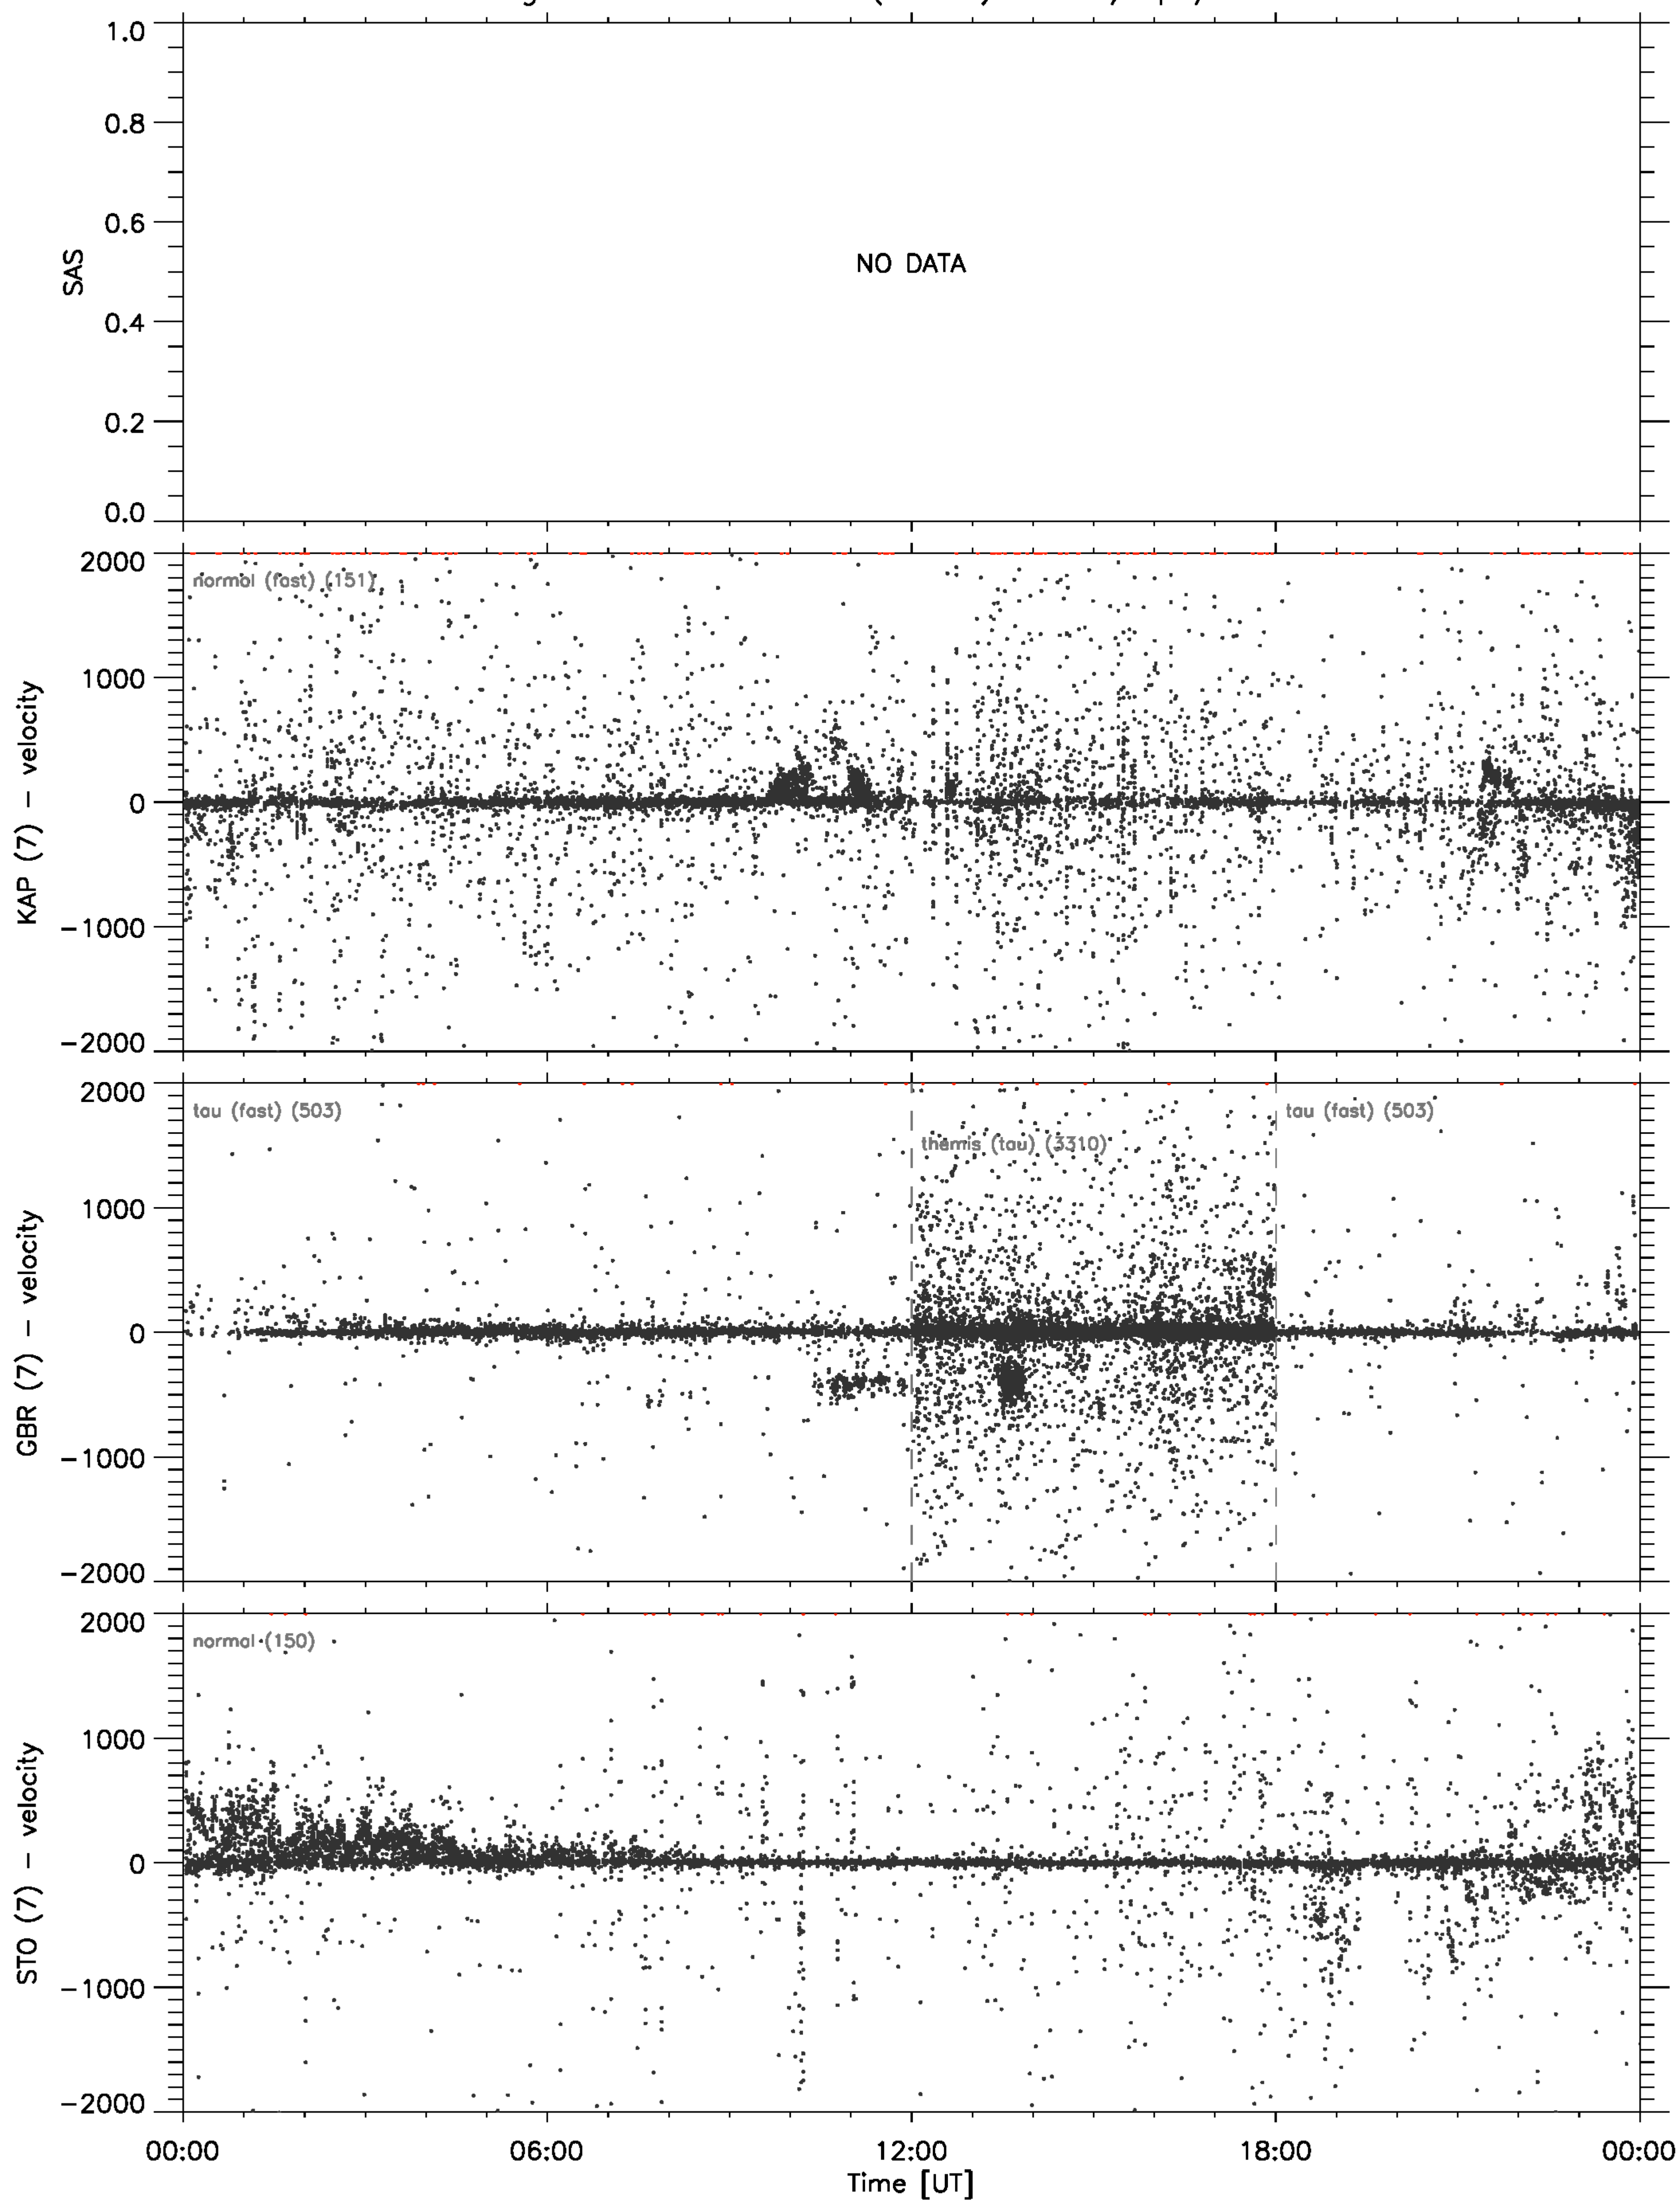 1.0
0.8
0.6
0.4
0.2
0.0
SAS
NO DATA
2000
1000
0
-1000
-2000
KAP (7) - velocity
normal (fast) (151)
2000
1000
0
-1000
-2000
GBR (7) - velocity
tau (fast) (503)
themis (tau) (3310)
tau (fast) (503)
2000
1000
0
-1000
-2000
STO (7) - velocity
normal (150)
00:00 06:00 12:00 18:00 00:00
Time [UT]